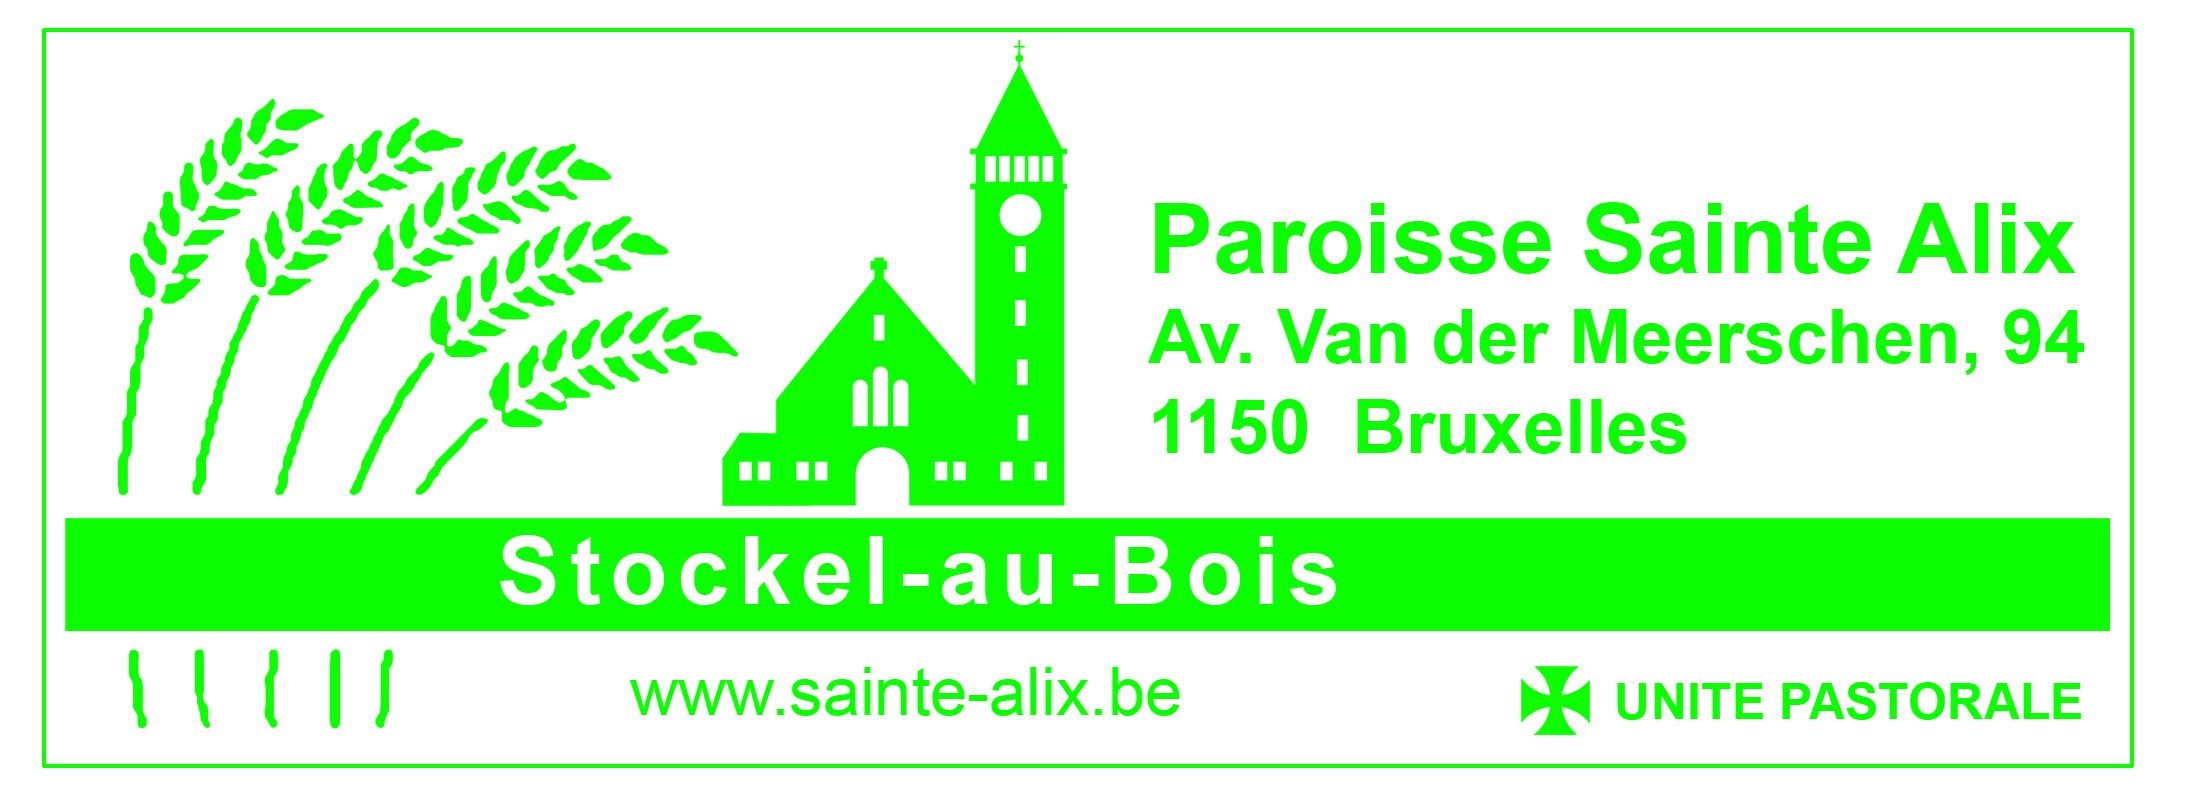 Paroisse Sainte Alix
Av. Van der Meerschen, 94
1150 Bruxelles
Stockel-au-Bois
www.sainte-alix.be
UNITE PASTORALE